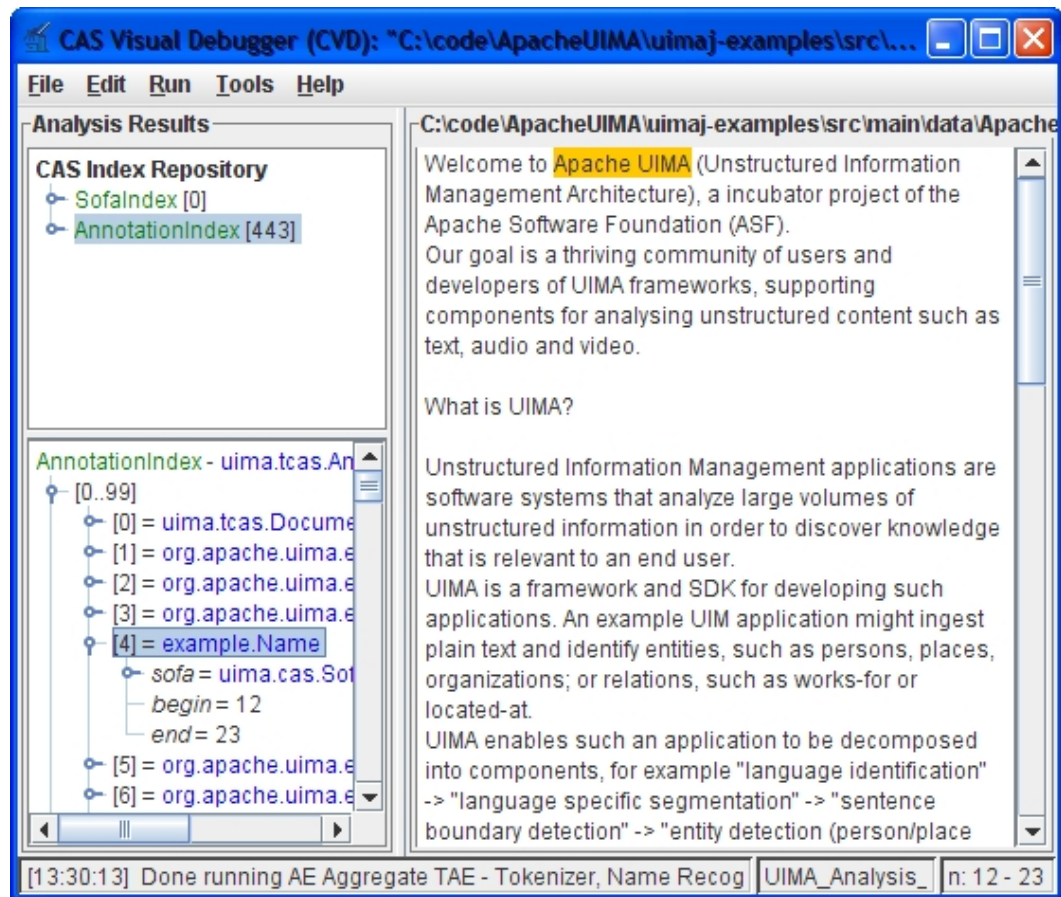 CAS Visual Debugger (CVD): "C:\code\ApacheUIMA\uimaj-examples\src\...
File Edit Run Tools Help
Analysis Results
CAS Index Repository
SofaIndex [0]
AnnotationIndex [443]
AnnotationIndex - uima.tcas.An
[0..99]
[0] = uima.tcas.Docume
[1] = org.apache.uima.e
[2] = org.apache.uima.e
[3] = org.apache.uima.e
[4] = example.Name
sofa = uima.cas.Sof
begin = 12
end = 23
[5] = org.apache.uima.e
[6] = org.apache.uima.e
C:\code\ApacheUIMA\uimaj-examples\src\main\data\Apache
Welcome to Apache UIMA (Unstructured Information
Management Architecture), a incubator project of the
Apache Software Foundation (ASF).
Our goal is a thriving community of users and
developers of UIMA frameworks, supporting
components for analysing unstructured content such as
text, audio and video.
What is UIMA?
Unstructured Information Management applications are
software systems that analyze large volumes of
unstructured information in order to discover knowledge
that is relevant to an end user.
UIMA is a framework and SDK for developing such
applications. An example UIM application might ingest
plain text and identify entities, such as persons, places,
organizations; or relations, such as works-for or
located-at.
UIMA enables such an application to be decomposed
into components, for example "language identification"
-> "language specific segmentation" -> "sentence
boundary detection" -> "entity detection (person/place
[13:30:13] Done running AE Aggregate TAE - Tokenizer, Name Recog
UIMA_Analysis_
n: 12 - 23